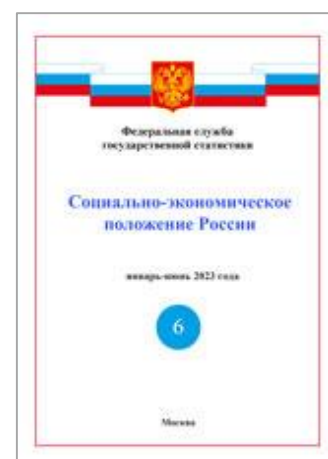 Федеральная служба
государственной статистики
Социально-экономическое
положение России
январь-июнь 2023 года
6
Москва